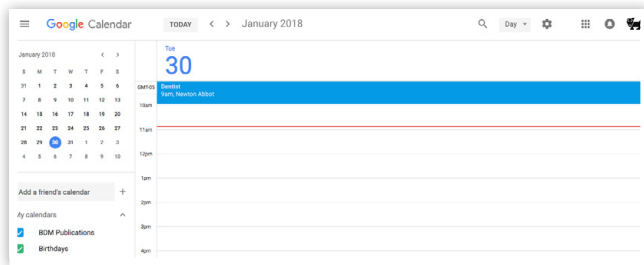 Google Calendar
TODAY
January 2018
Day
January 2018
S M T W T F S
31 1 2 3 4 5 6
7 8 9 10 11 12 13
14 15 16 17 18 19 20
21 22 23 24 25 26 27
28 29 30 31 1 2 3
4 5 6 7 8 9 10
Add a friend's calendar
My calendars
BDM Publications
Birthdays
Tue
30
Dentist
9am, Newton Abbot
10am
11am
12pm
1pm
2pm
3pm
4pm